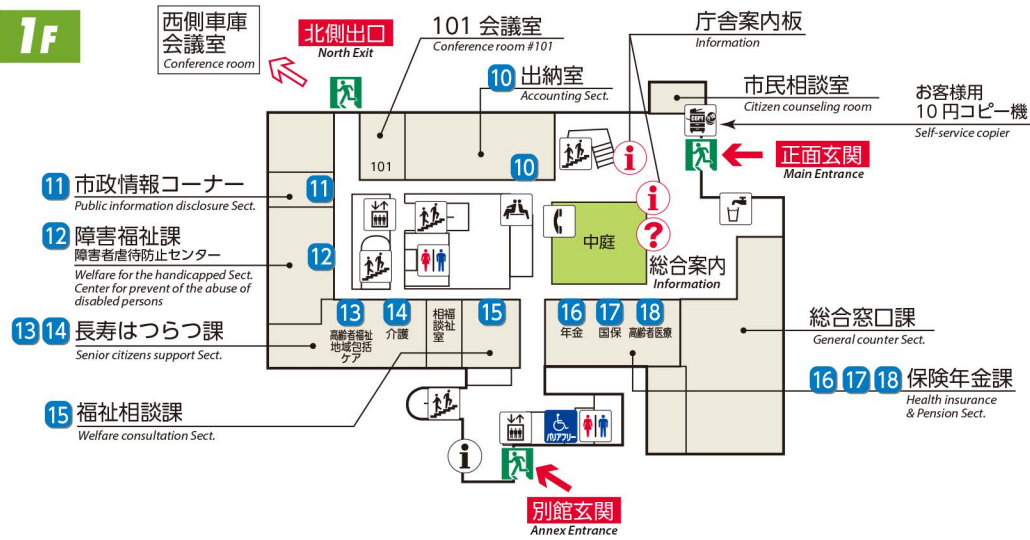 1F
西側車庫
会議室
Conference room
北側出口
North Exit
101 会議室
Conference room #101
10 出納室
Accounting Sect.
庁舎案内板
Information
市民相談室
Citizen counseling room
お客様用
10円コピー機
Self-service copier
COPY
正面玄関
Main Entrance
101
10
i
i
?
11 市政情報コーナー
Public information disclosure Sect.
11
12 障害福祉課
障害者虐待防止センター
Welfare for the handicapped Sect.
Center for prevent of the abuse of
disabled persons
12
中庭
総合案内
Information
13 14 長寿はつらつ課
Senior citizens support Sect.
13
高齢者福祉
地域包括
ケア
14
介護
福祉
相談室
15
16
年金
17
国保
18
高齢者医療
総合窓口課
General counter Sect.
16 17 18 保険年金課
Health insurance
& Pension Sect.
15 福祉相談課
Welfare consultation Sect.
i
バリアフリー
別館玄関
Annex Entrance